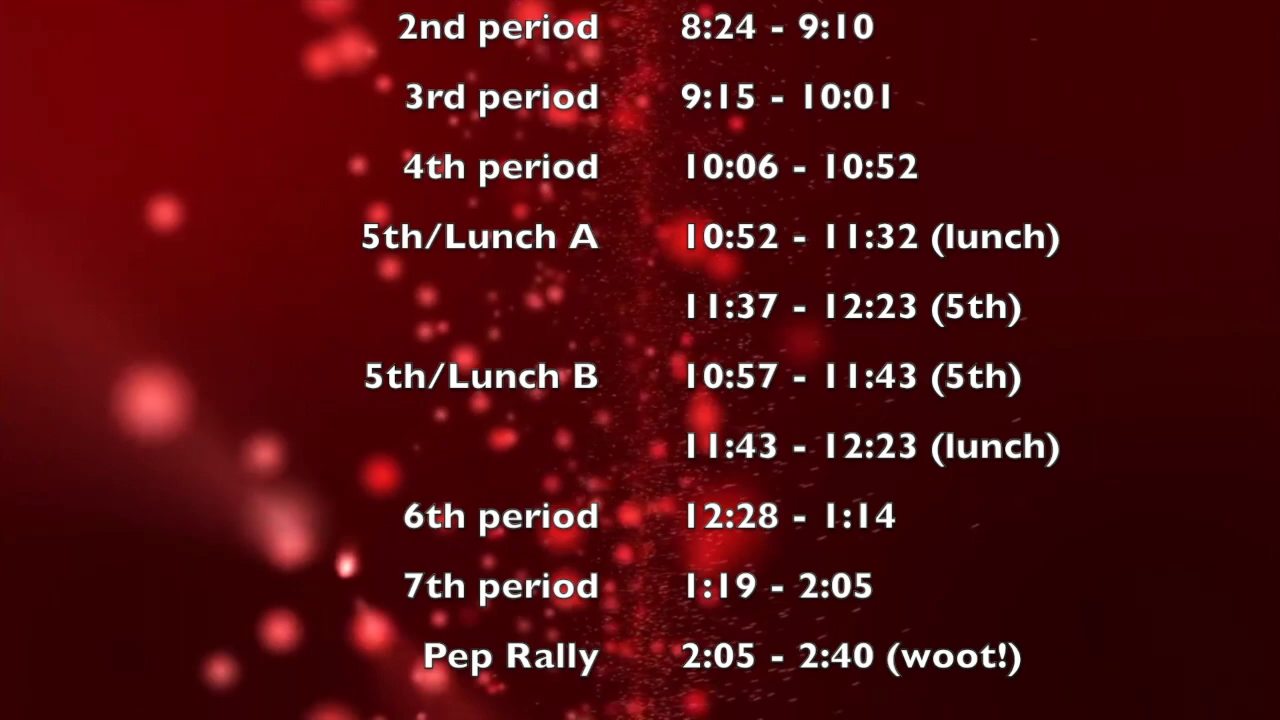 2nd period 8:24 - 9:10
3rd period 9:15 - 10:01
4th period 10:06 - 10:52
5th/Lunch A 10:52 - 11:32 (lunch)
11:37 - 12:23 (5th)
5th/Lunch B 10:57 - 11:43 (5th)
11:43 - 12:23 (lunch)
6th period 12:28 - 1:14
7th period 1:19 - 2:05
Pep Rally 2:05 - 2:40 (woot!)